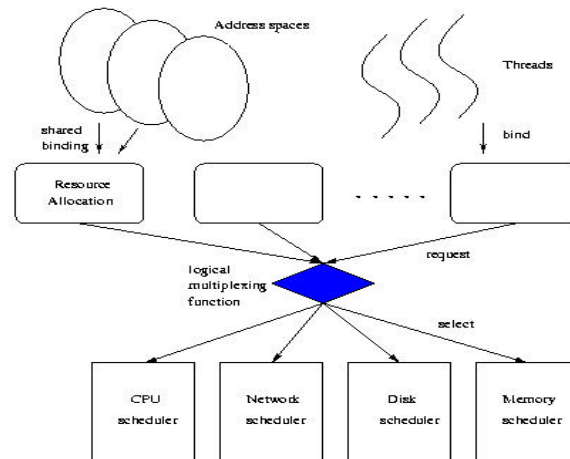 Address spaces
Threads
shared
binding
bind
Resource
Allocation
request
logical
multiplexing
function
select
CPU
scheduler
Network
scheduler
Disk
scheduler
Memory
scheduler